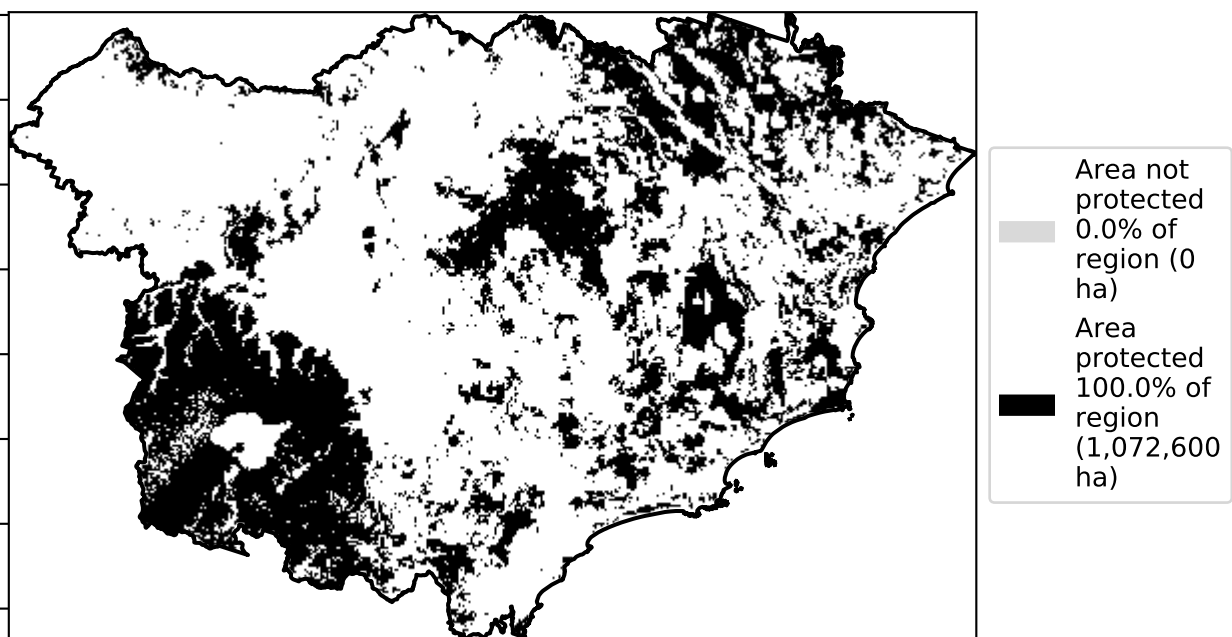 Area not
protected
0.0% of
region (0
ha)
Area
protected
100.0% of
region
(1,072,600
ha)